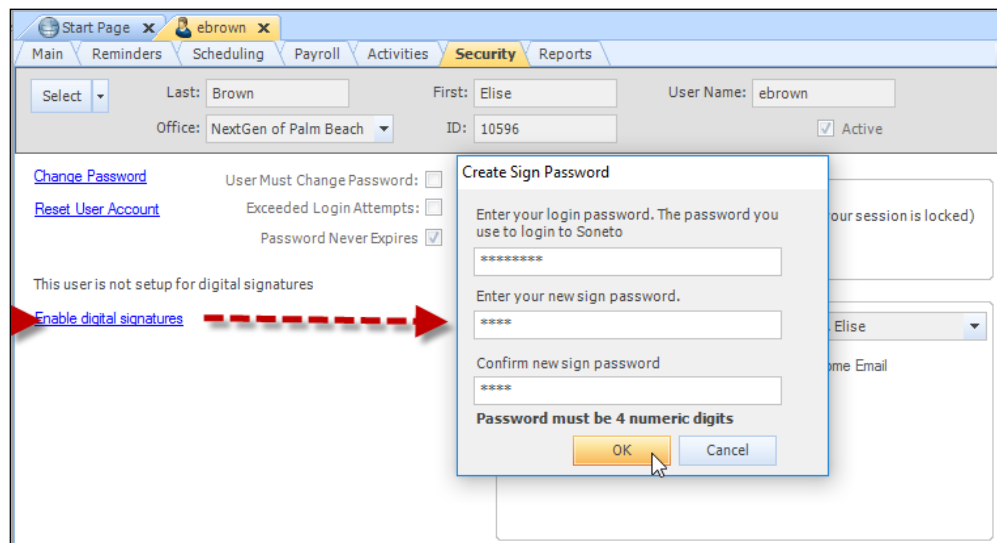 Start Page x ebrown x
Main Reminders Scheduling Payroll Activities Security Reports
Select Last: Brown First: Elise User Name: ebrown
Office: NextGen of Palm Beach ID: 10596 Active
Change Password User Must Change Password:
Reset User Account Exceeded Login Attempts:
Password Never Expires
This user is not setup for digital signatures
Enable digital signatures
Create Sign Password
Enter your login password. The password you
use to login to Soneto
********
Enter your new sign password.
****
Confirm new sign password
****
Password must be 4 numeric digits
OK Cancel
our session is locked)
Elise
ome Email